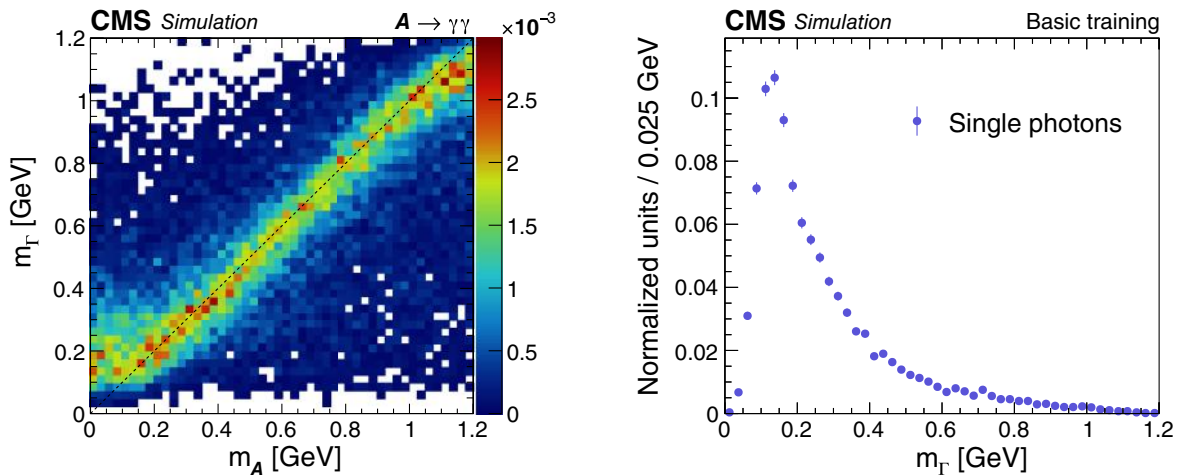 CMS Simulation A → γγ ×10⁻³
1.2
1
0.8
0.6
0.4
0.2
0
m_Γ [GeV]
0 0.2 0.4 0.6 0.8 1 1.2
m_A [GeV]
2.5
2
1.5
1
0.5
0
CMS Simulation Basic training
Single photons
0.1
0.08
0.06
0.04
0.02
0
Normalized units / 0.025 GeV
0 0.2 0.4 0.6 0.8 1 1.2
m_Γ [GeV]